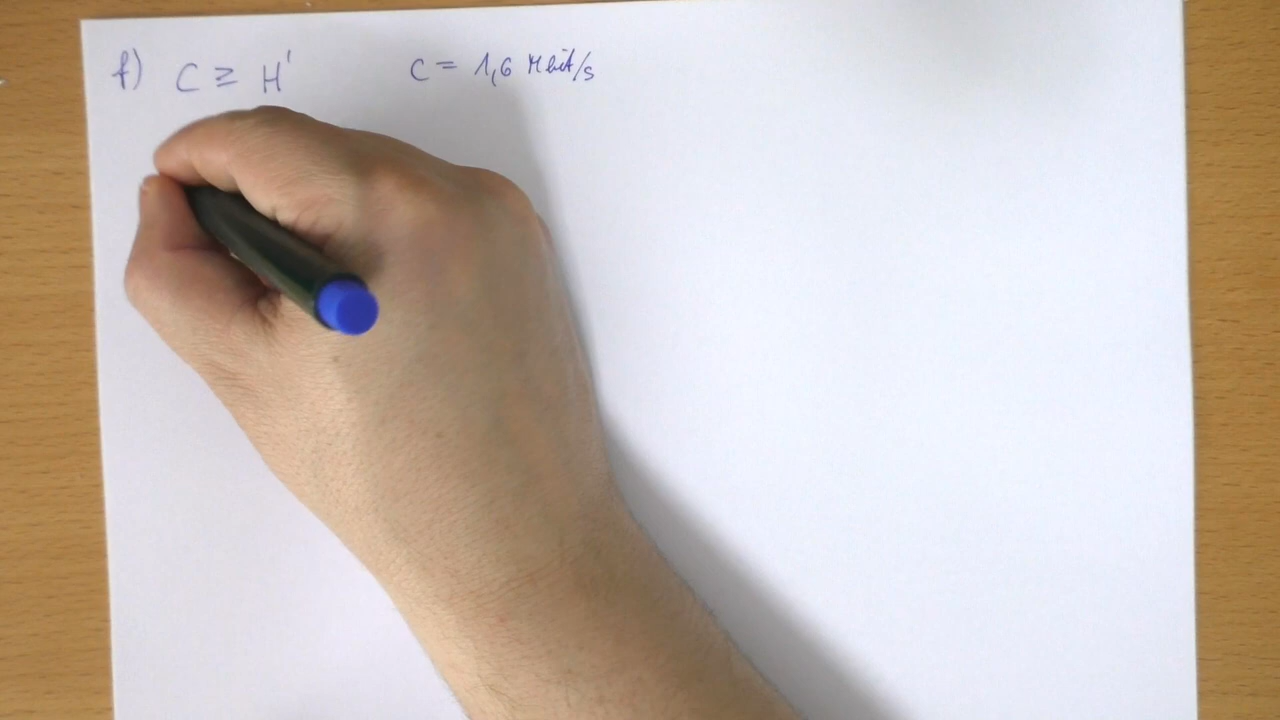 f) C ≥ H' C = 1,6 Mbit/s